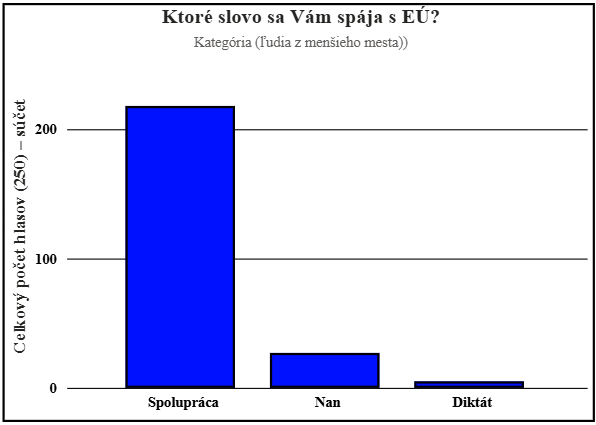 Ktoré slovo sa Vám spája s EÚ?
Kategória (ľudia z menšieho mesta))
Celkový počet hlasov (250) – súčet
200
100
0
Spolupráca Nan Diktát